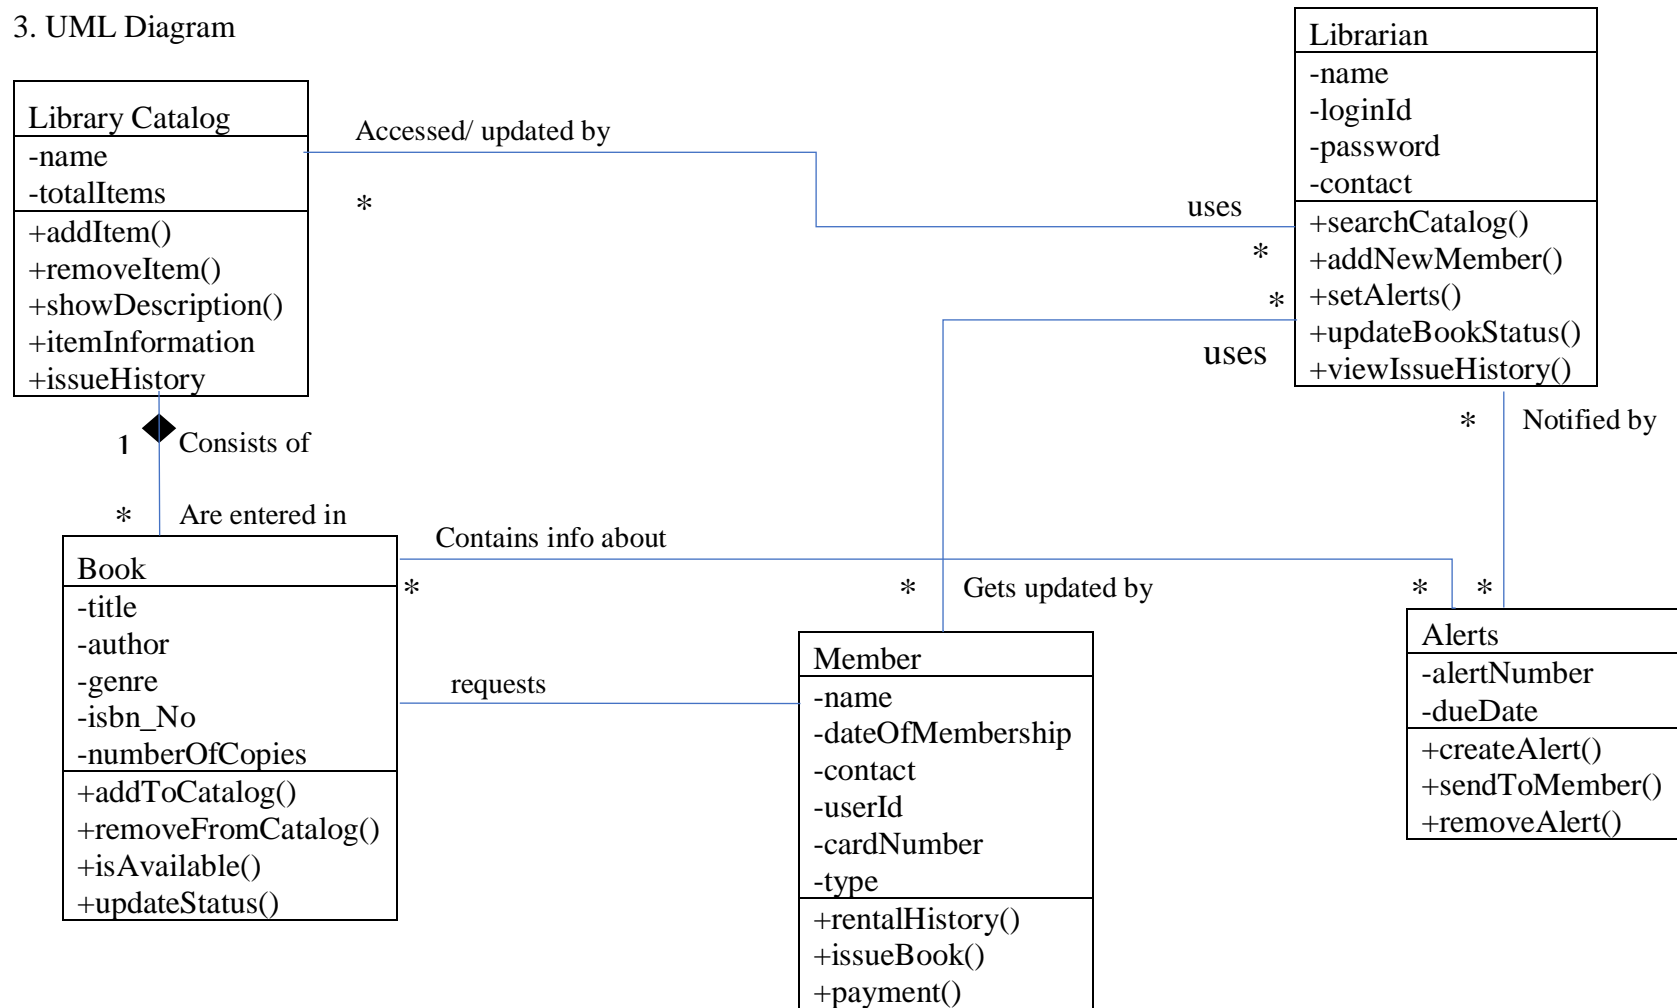 3. UML Diagram
Library Catalog
-name
-totalItems
+addItem()
+removeItem()
+showDescription()
+itemInformation
+issueHistory
Accessed/ updated by
*
uses
*
Librarian
-name
-loginId
-password
-contact
+searchCatalog()
+addNewMember()
+setAlerts()
+updateBookStatus()
+viewIssueHistory()
*
uses
1
Consists of
*
Are entered in
*
Notified by
Contains info about
*
*
Gets updated by
*
*
Book
-title
-author
-genre
-isbn_No
-numberOfCopies
+addToCatalog()
+removeFromCatalog()
+isAvailable()
+updateStatus()
requests
Member
-name
-dateOfMembership
-contact
-userId
-cardNumber
-type
+rentalHistory()
+issueBook()
+payment()
Alerts
-alertNumber
-dueDate
+createAlert()
+sendToMember()
+removeAlert()